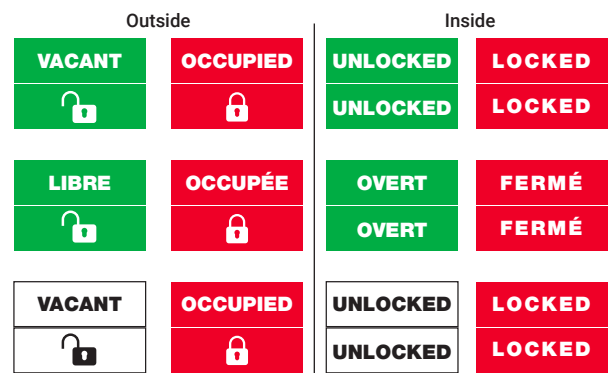 Outside Inside
VACANT OCCUPIED UNLOCKED LOCKED
UNLOCKED LOCKED
LIBRE OCCUPÉE OVERT FERMÉ
OVERT FERMÉ
VACANT OCCUPIED UNLOCKED LOCKED
UNLOCKED LOCKED